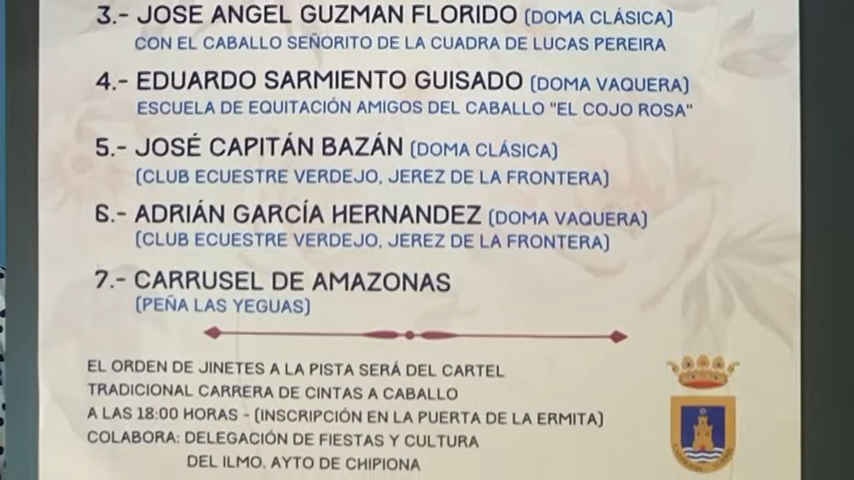 3.- JOSE ANGEL GUZMAN FLORIDO (DOMA CLÁSICA)
CON EL CABALLO SEÑORITO DE LA CUADRA DE LUCAS PEREIRA
4.- EDUARDO SARMIENTO GUISADO (DOMA VAQUERA)
ESCUELA DE EQUITACIÓN AMIGOS DEL CABALLO "EL COJO ROSA"
5.- JOSÉ CAPITÁN BAZÁN (DOMA CLÁSICA)
(CLUB ECUESTRE VERDEJO, JEREZ DE LA FRONTERA)
6.- ADRIÁN GARCÍA HERNANDEZ (DOMA VAQUERA)
(CLUB ECUESTRE VERDEJO, JEREZ DE LA FRONTERA)
7.- CARRUSEL DE AMAZONAS
(PEÑA LAS YEGUAS)
EL ORDEN DE JINETES A LA PISTA SERÁ DEL CARTEL
TRADICIONAL CARRERA DE CINTAS A CABALLO
A LAS 18:00 HORAS - (INSCRIPCIÓN EN LA PUERTA DE LA ERMITA)
COLABORA: DELEGACIÓN DE FIESTAS Y CULTURA
DEL ILMO. AYTO DE CHIPIONA